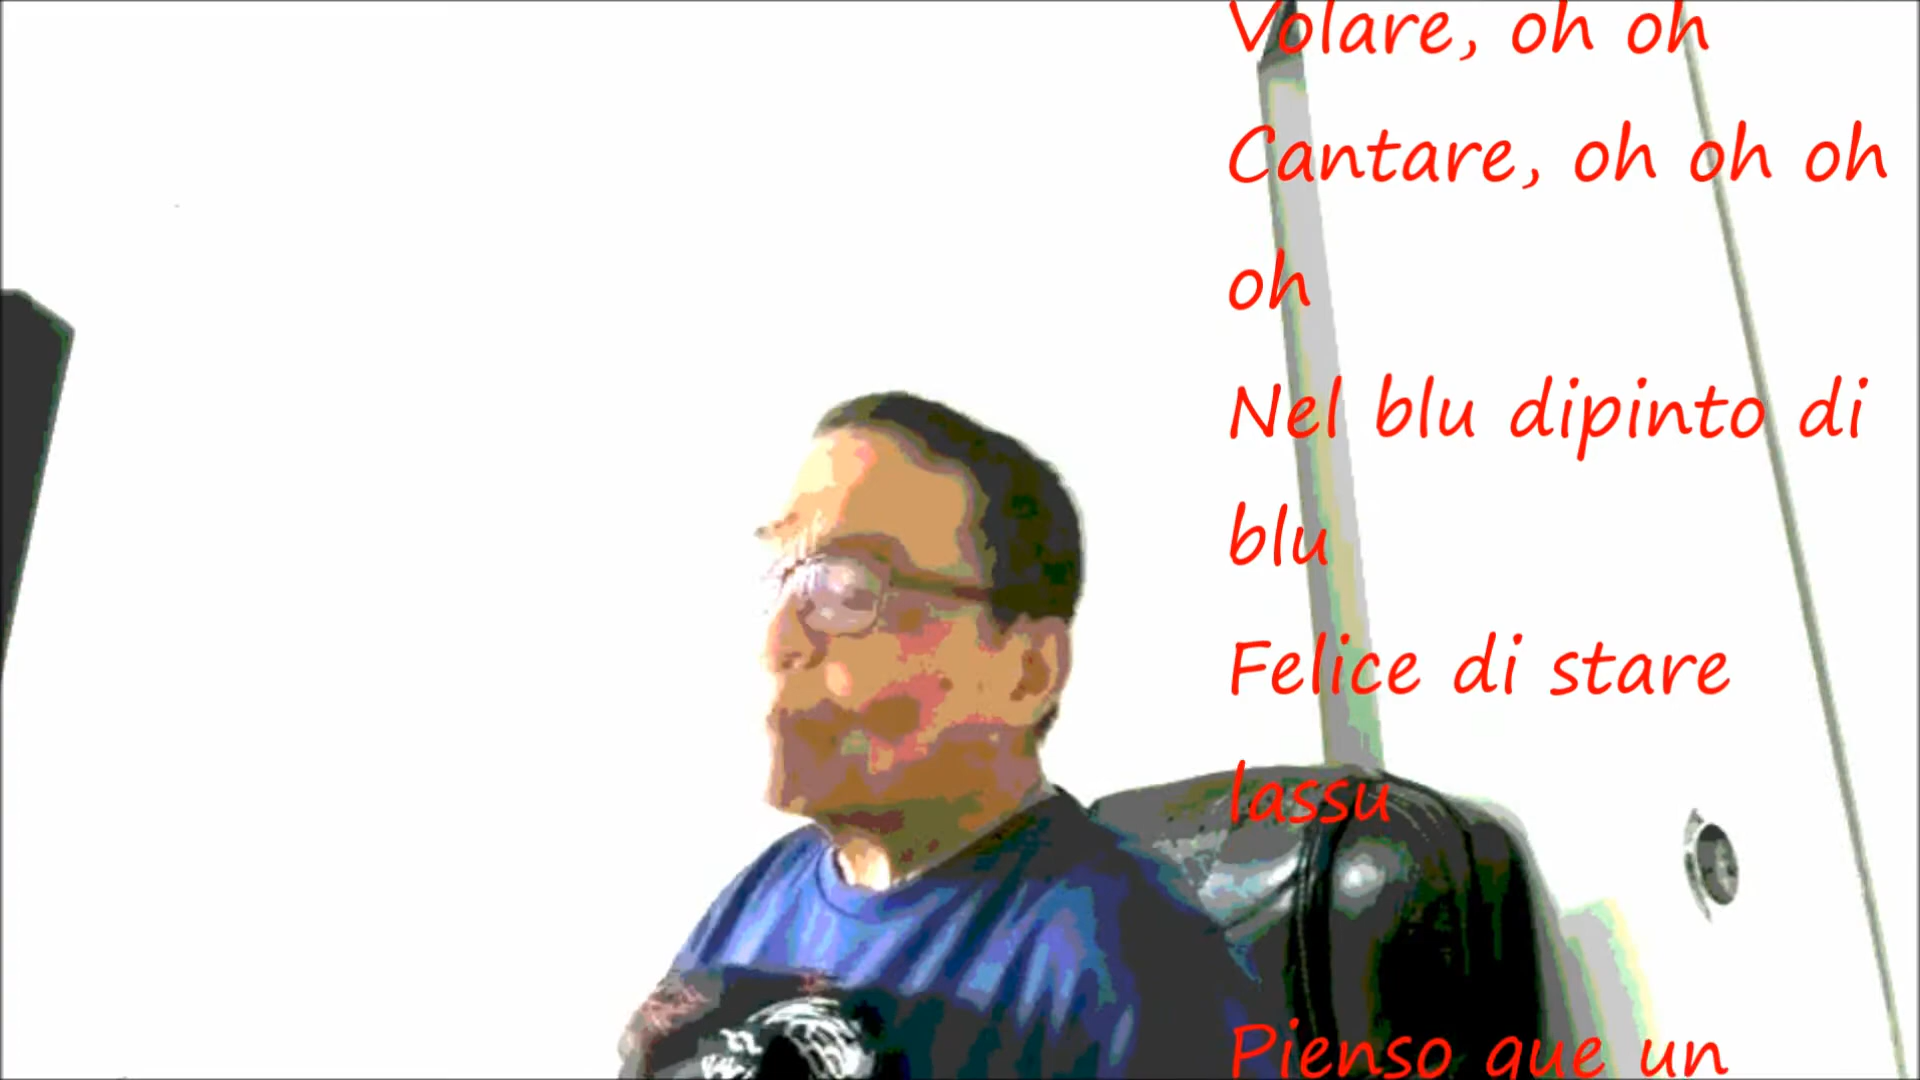 Volare, oh oh
Cantare, oh oh oh
oh
Nel blu dipinto di
blu
Felice di stare
lassu
Pienso que un